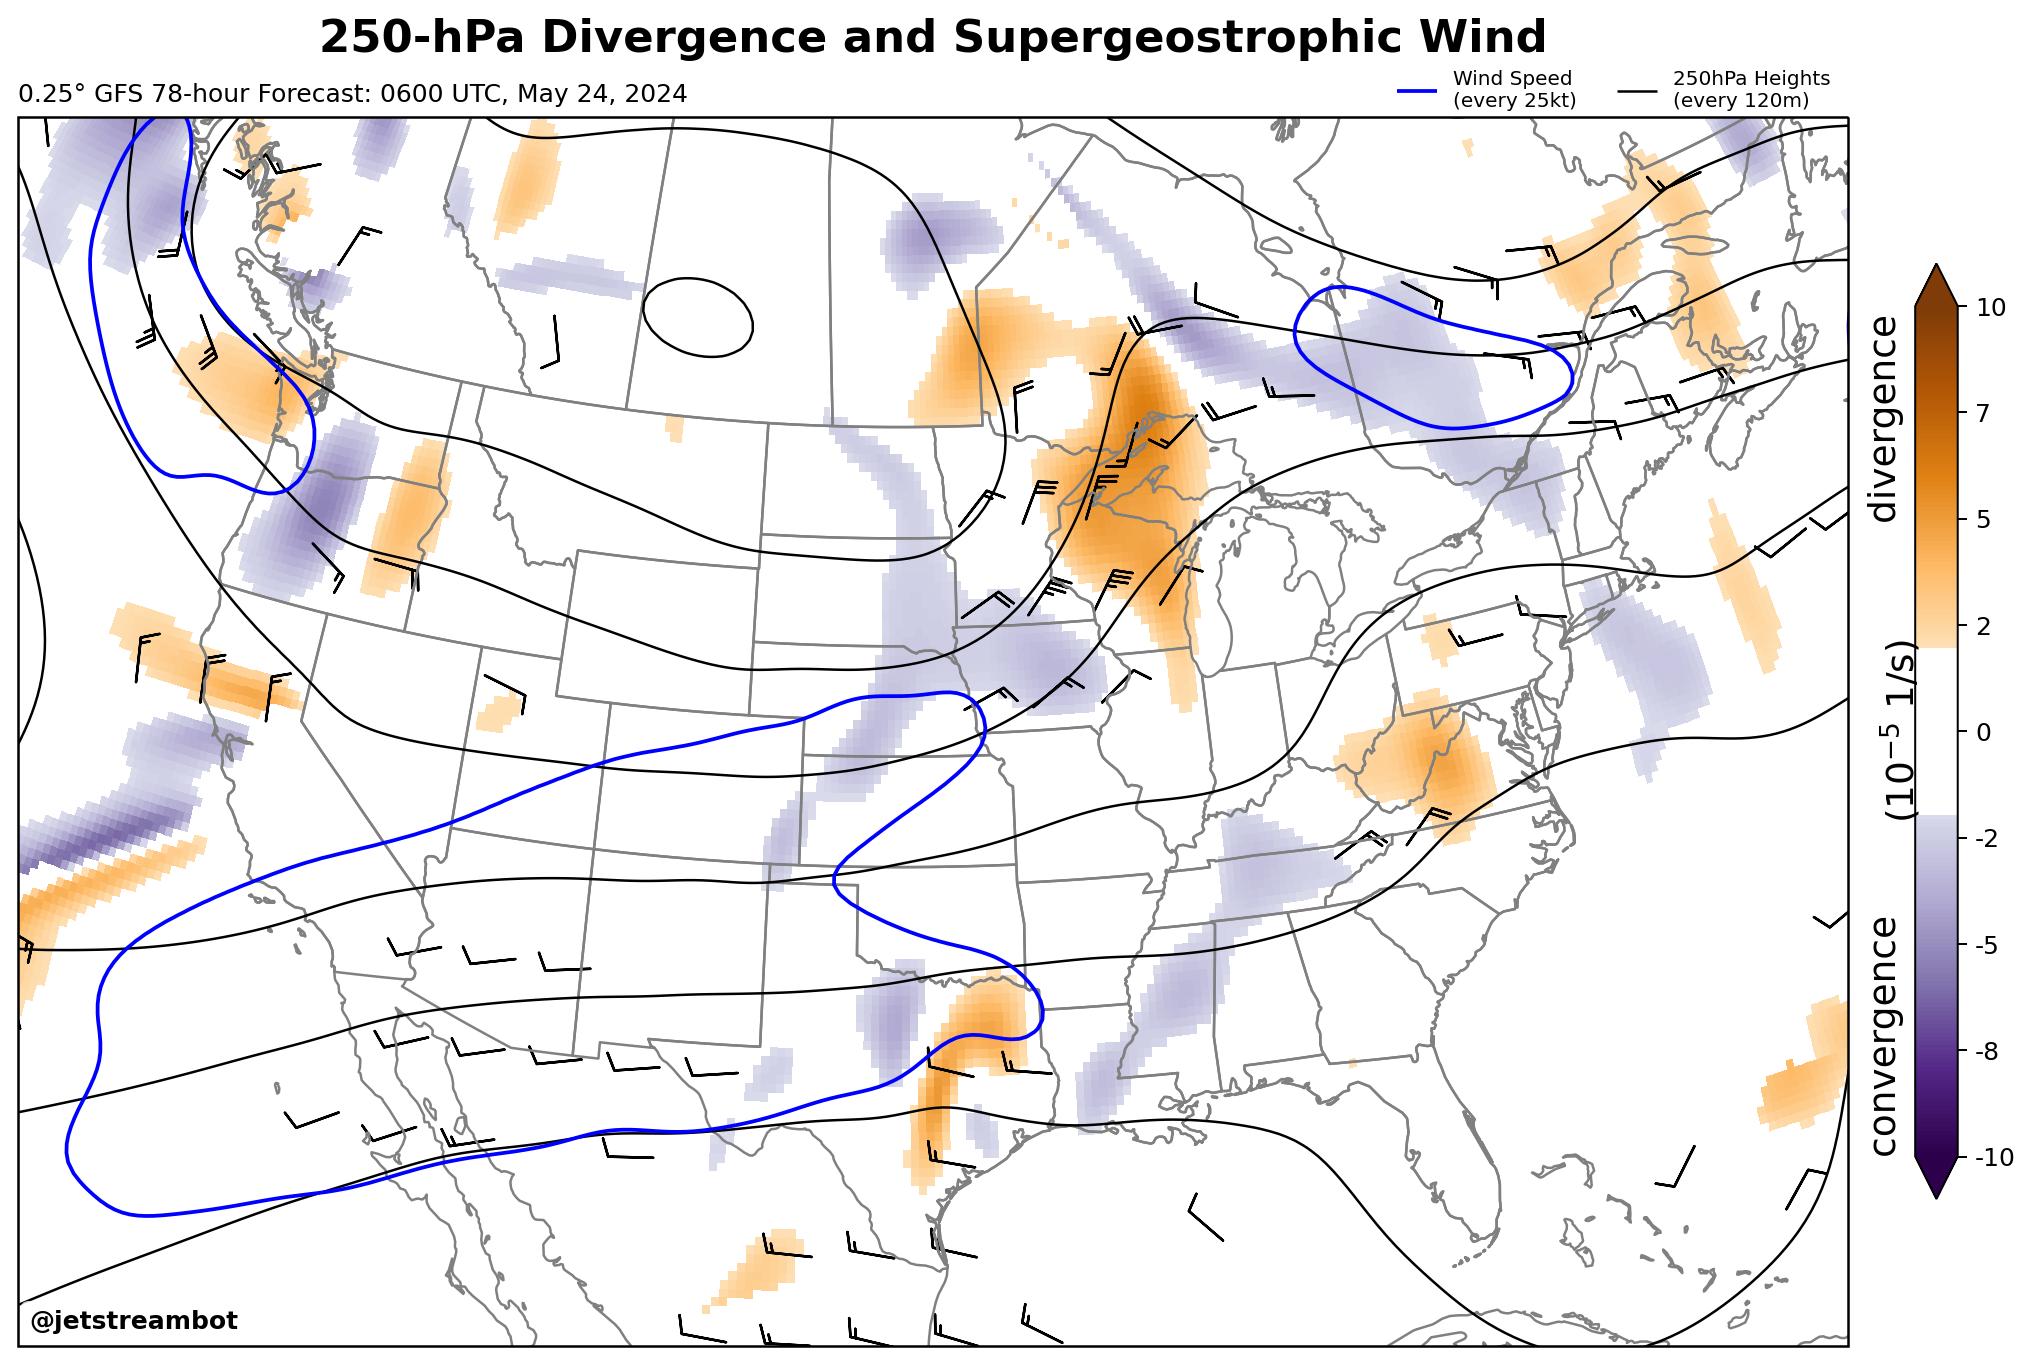 250-hPa Divergence and Supergeostrophic Wind
0.25° GFS 78-hour Forecast: 0600 UTC, May 24, 2024
Wind Speed
(every 25kt)
250hPa Heights
(every 120m)
divergence
(10⁻⁵ 1/s)
convergence
10
7
5
2
0
-2
-5
-8
-10
@jetstreambot